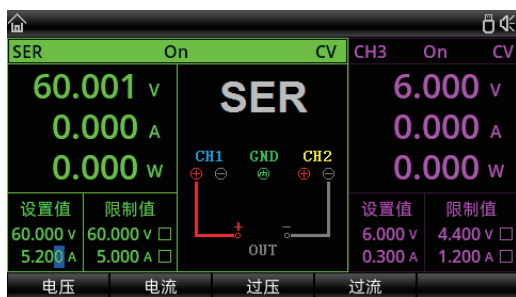 SER On CV CH3 On CV
60.001 V
0.000 A
0.000 W
SER
CH1 GND CH2
OUT
6.000 V
0.000 A
0.000 W
设置值 限制值
60.000 V 60.000 V
5.200 A 5.000 A
设置值 限制值
6.000 V 4.400 V
0.300 A 1.200 A
电压 电流 过压 过流